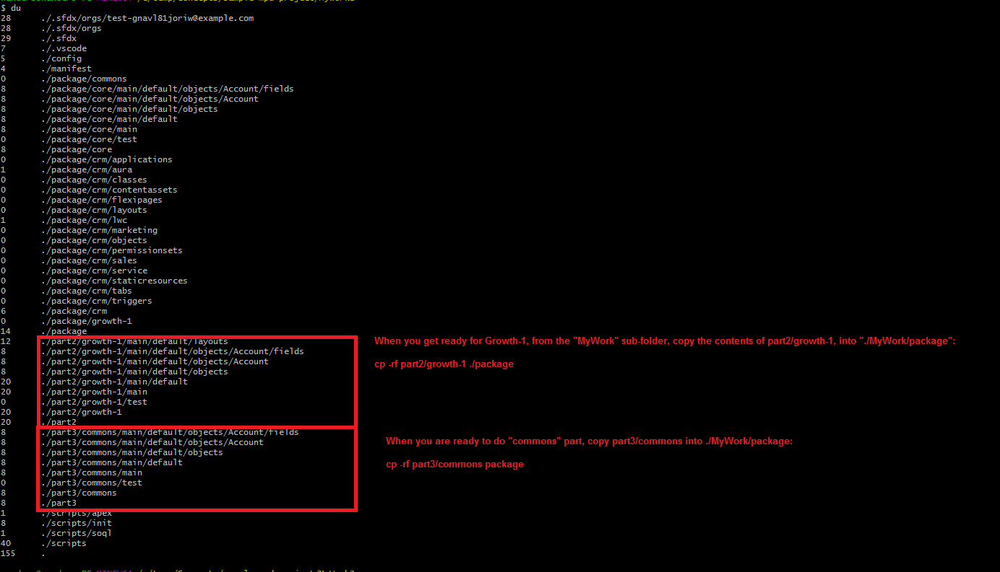 $ du
28 ./.sfdx/orgs/test-gnavl81joriw@example.com
28 ./.sfdx/orgs
29 ./.sfdx
7 ./.vscode
5 ./config
4 ./manifest
0 ./package/commons
8 ./package/core/main/default/objects/Account/fields
8 ./package/core/main/default/objects/Account
8 ./package/core/main/default/objects
8 ./package/core/main/default
8 ./package/core/main
0 ./package/core/test
8 ./package/core
0 ./package/crm/applications
1 ./package/crm/aura
0 ./package/crm/classes
0 ./package/crm/contentassets
0 ./package/crm/flexipages
0 ./package/crm/layouts
1 ./package/crm/lwc
0 ./package/crm/marketing
0 ./package/crm/objects
0 ./package/crm/permissionsets
0 ./package/crm/sales
0 ./package/crm/service
0 ./package/crm/staticresources
0 ./package/crm/tabs
0 ./package/crm/triggers
6 ./package/crm
0 ./package/growth-1
14 ./package
12 ./part2/growth-1/main/default/layouts
When you get ready for Growth-1, from the "MyWork" sub-folder, copy the contents of part2/growth-1, into "./MyWork/package":
8 ./part2/growth-1/main/default/objects/Account/fields
8 ./part2/growth-1/main/default/objects/Account
cp -rf part2/growth-1 ./package
8 ./part2/growth-1/main/default/objects
20 ./part2/growth-1/main/default
20 ./part2/growth-1/main
0 ./part2/growth-1/test
20 ./part2/growth-1
20 ./part2
8 ./part3/commons/main/default/objects/Account/fields
8 ./part3/commons/main/default/objects/Account
When you are ready to do "commons" part, copy part3/commons into ./MyWork/package:
8 ./part3/commons/main/default/objects
8 ./part3/commons/main/default
cp -rf part3/commons package
8 ./part3/commons/main
0 ./part3/commons/test
8 ./part3/commons
8 ./part3
1 ./scripts/apex
8 ./scripts/init
1 ./scripts/soql
40 ./scripts
155 .